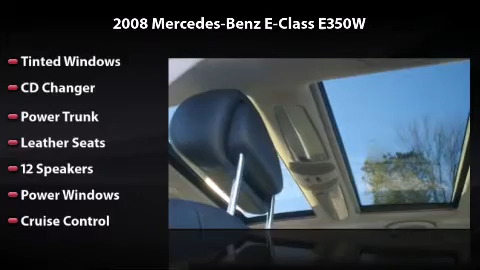 2008 Mercedes-Benz E-Class E350W
Tinted Windows
CD Changer
Power Trunk
Leather Seats
12 Speakers
Power Windows
Cruise Control